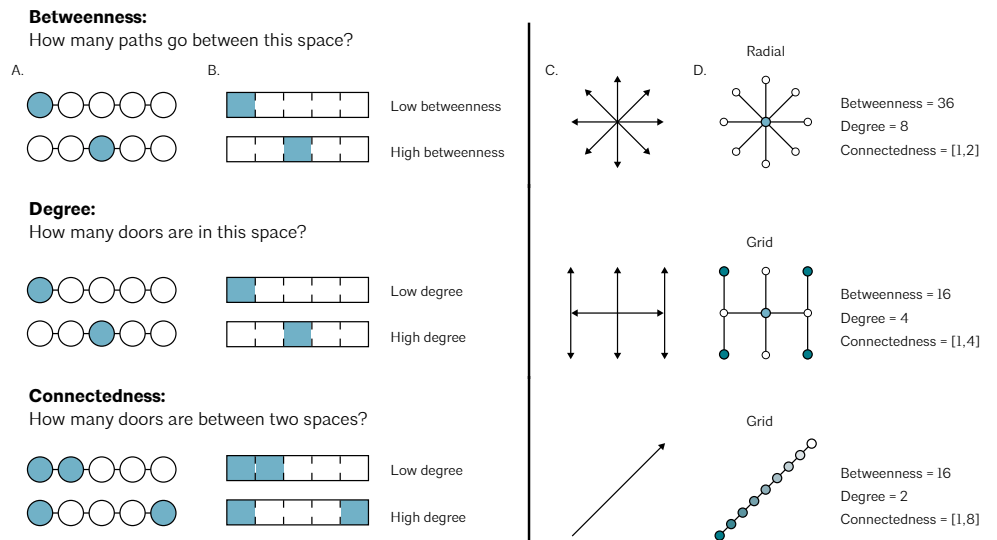 Betweenness:
How many paths go between this space?
A.
B.
Low betweenness
High betweenness
Degree:
How many doors are in this space?
Low degree
High degree
Connectedness:
How many doors are between two spaces?
Low degree
High degree
C.
D.
Radial
Betweenness = 36
Degree = 8
Connectedness = [1,2]
Grid
Betweenness = 16
Degree = 4
Connectedness = [1,4]
Grid
Betweenness = 16
Degree = 2
Connectedness = [1,8]